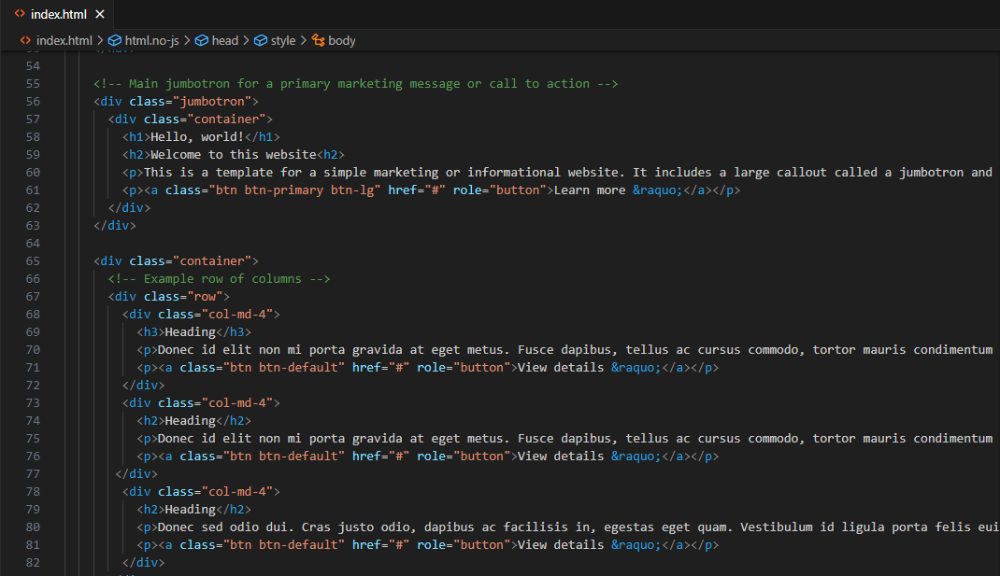 index.html
index.html > html.no-js > head > style > body
54
55 <!-- Main jumbotron for a primary marketing message or call to action -->
56 <div class="jumbotron">
57 <div class="container">
58 <h1>Hello, world!</h1>
59 <h2>Welcome to this website<h2>
60 <p>This is a template for a simple marketing or informational website. It includes a large callout called a jumbotron and
61 <p><a class="btn btn-primary btn-lg" href="#" role="button">Learn more &raquo;</a></p>
62 </div>
63 </div>
64
65 <div class="container">
66 <!-- Example row of columns -->
67 <div class="row">
68 <div class="col-md-4">
69 <h3>Heading</h3>
70 <p>Donec id elit non mi porta gravida at eget metus. Fusce dapibus, tellus ac cursus commodo, tortor mauris condimentum
71 <p><a class="btn btn-default" href="#" role="button">View details &raquo;</a></p>
72 </div>
73 <div class="col-md-4">
74 <h2>Heading</h2>
75 <p>Donec id elit non mi porta gravida at eget metus. Fusce dapibus, tellus ac cursus commodo, tortor mauris condimentum
76 <p><a class="btn btn-default" href="#" role="button">View details &raquo;</a></p>
77 </div>
78 <div class="col-md-4">
79 <h2>Heading</h2>
80 <p>Donec sed odio dui. Cras justo odio, dapibus ac facilisis in, egestas eget quam. Vestibulum id ligula porta felis eui
81 <p><a class="btn btn-default" href="#" role="button">View details &raquo;</a></p>
82 </div>